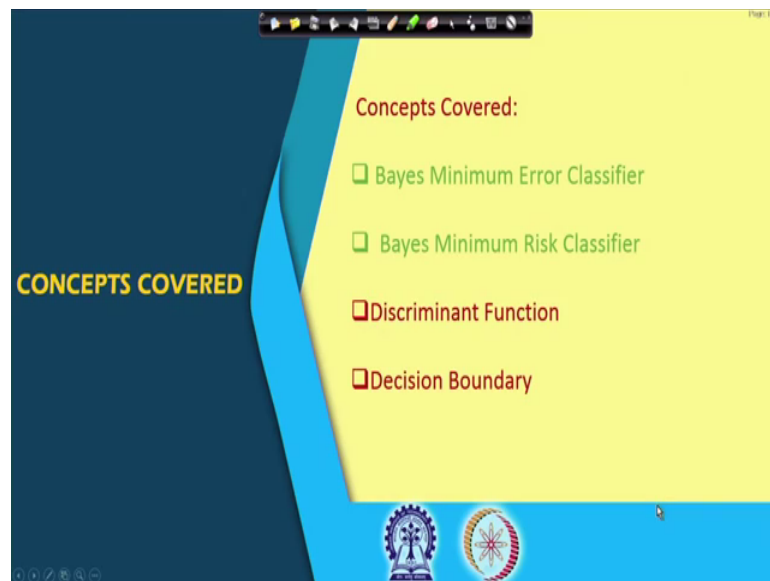 CONCEPTS COVERED
Concepts Covered:
Bayes Minimum Error Classifier
Bayes Minimum Risk Classifier
Discriminant Function
Decision Boundary